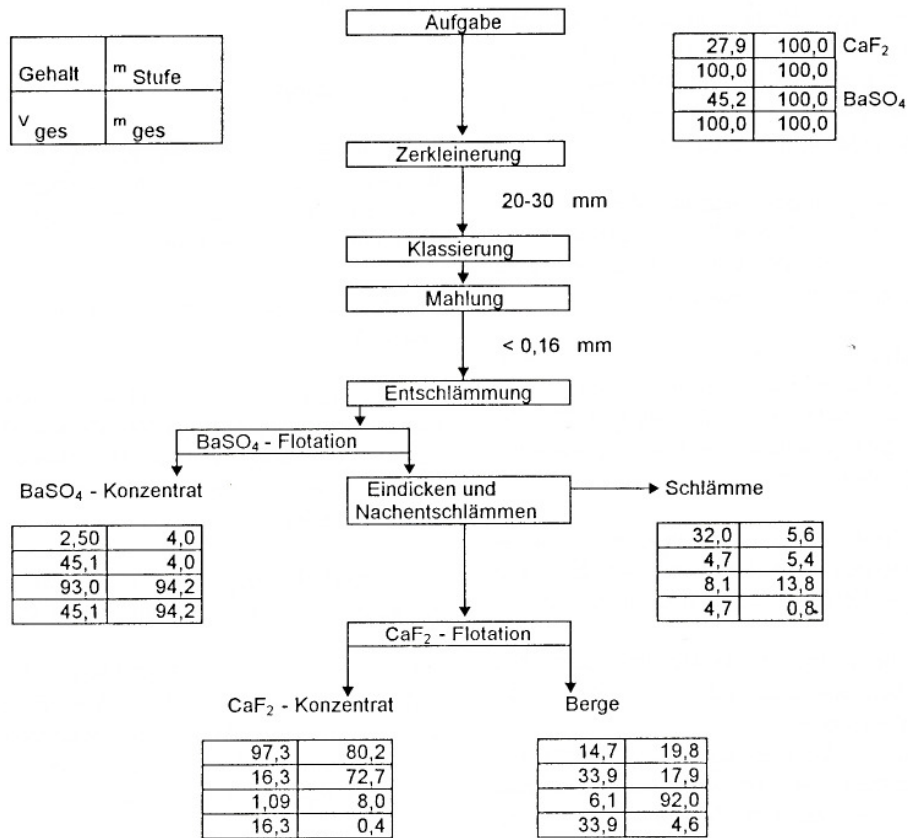 Aufgabe
Gehalt m Stufe
v ges m ges
27,9 100,0 CaF2
100,0 100,0
45,2 100,0 BaSO4
100,0 100,0
Zerkleinerung
20-30 mm
Klassierung
Mahlung
< 0,16 mm
Entschlämmung
BaSO4 - Flotation
BaSO4 - Konzentrat
Eindicken und
Nachentschlämmen
Schlämme
2,50 4,0
45,1 4,0
93,0 94,2
45,1 94,2
32,0 5,6
4,7 5,4
8,1 13,8
4,7 0,8
CaF2 - Flotation
CaF2 - Konzentrat
Berge
97,3 80,2
16,3 72,7
1,09 8,0
16,3 0,4
14,7 19,8
33,9 17,9
6,1 92,0
33,9 4,6